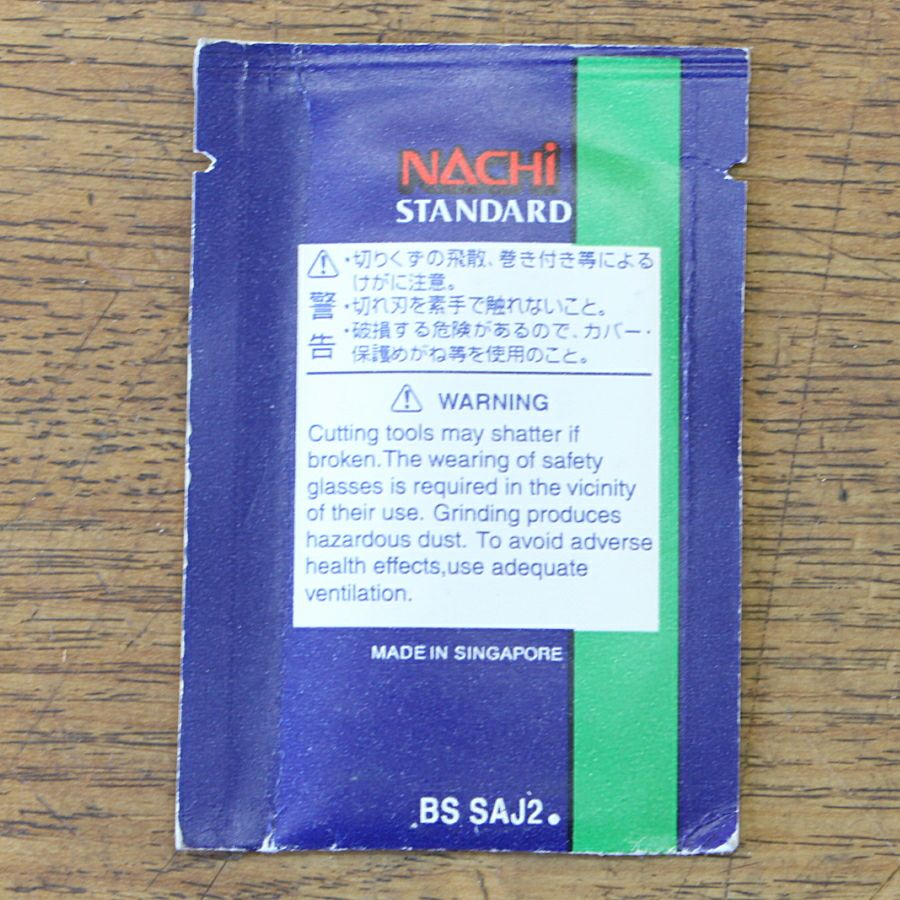 NACHi
STANDARD
・切りくずの飛散、巻き付き等による
けがに注意。
警告
・切れ刃を素手で触れないこと。
・破損する危険があるので、カバー・
保護めがね等を使用のこと。
WARNING
Cutting tools may shatter if
broken.The wearing of safety
glasses is required in the vicinity
of their use. Grinding produces
hazardous dust. To avoid adverse
health effects,use adequate
ventilation.
MADE IN SINGAPORE
BS SAJ2.